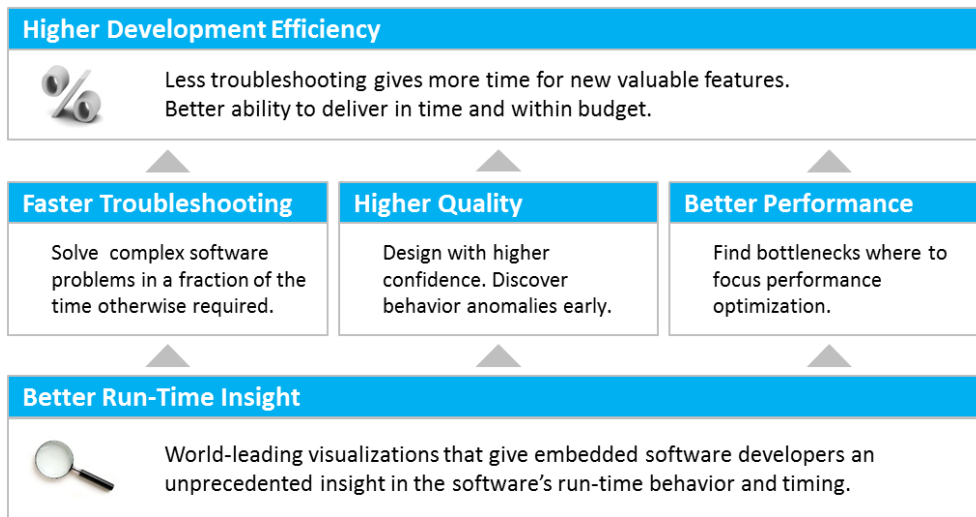 Higher Development Efficiency
Less troubleshooting gives more time for new valuable features.
Better ability to deliver in time and within budget.
Faster Troubleshooting
Solve complex software
problems in a fraction of the
time otherwise required.
Higher Quality
Design with higher
confidence. Discover
behavior anomalies early.
Better Performance
Find bottlenecks where to
focus performance
optimization.
Better Run-Time Insight
World-leading visualizations that give embedded software developers an
unprecedented insight in the software’s run-time behavior and timing.